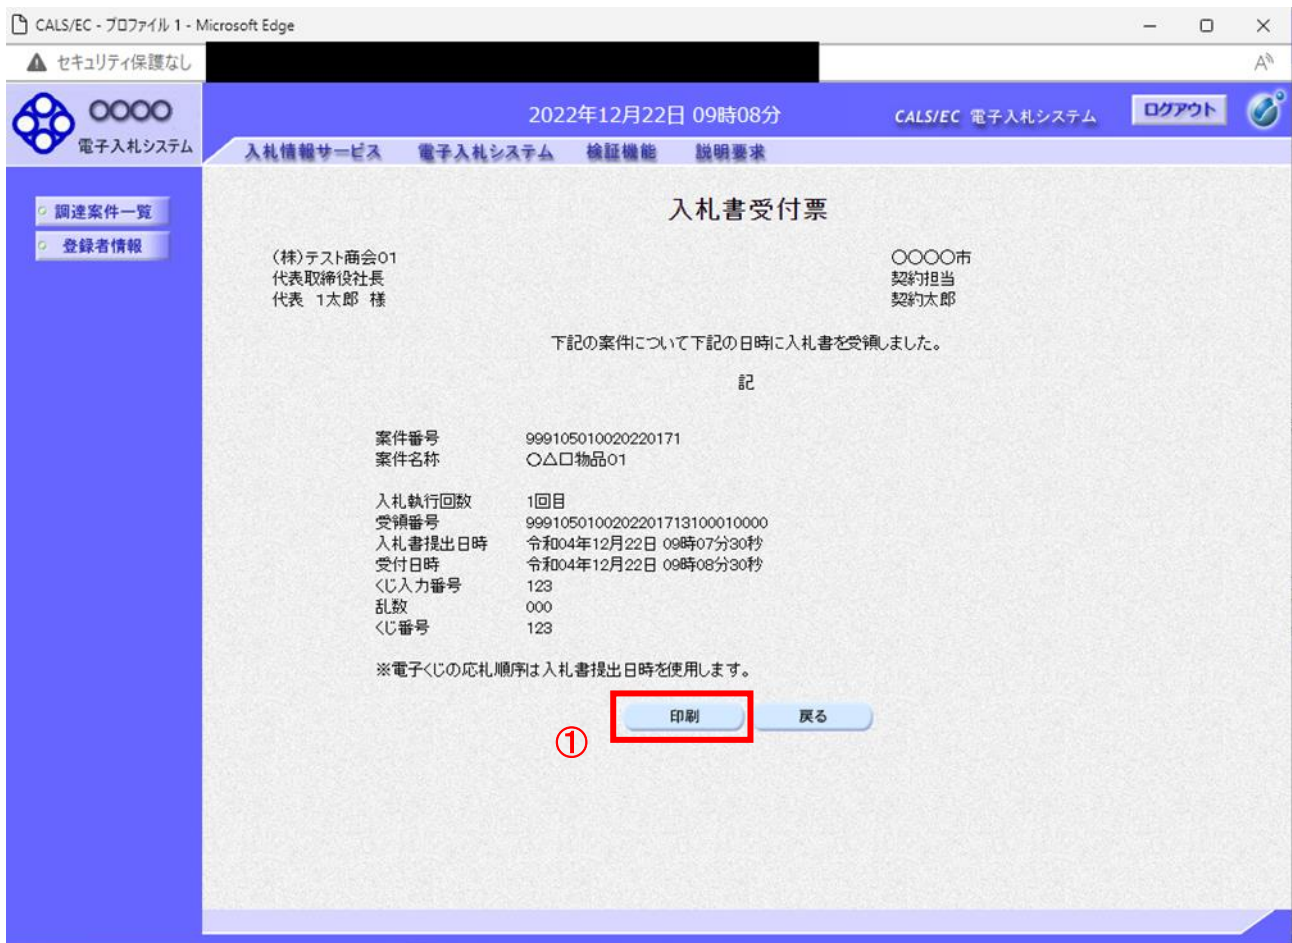 CALS/EC - プロファイル 1 - Microsoft Edge
セキュリティ保護なし
OOOO
電子入札システム
2022年12月22日 09時08分
CALS/EC 電子入札システム
ログアウト
入札情報サービス 電子入札システム 検証機能 説明要求
調達案件一覧
登録者情報
入札書受付票
(株)テスト商会01
代表取締役社長
代表 1太郎 様
〇〇〇〇市
契約担当
契約太郎
下記の案件について下記の日時に入札書を受領しました。
記
案件番号 999105010020220171
案件名称 〇△口物品01
入札執行回数 1回目
受領番号 9991050100202201713100010000
入札書提出日時 令和04年12月22日 09時07分30秒
受付日時 令和04年12月22日 09時08分30秒
くじ入力番号 123
乱数 000
くじ番号 123
※電子くじの応札順序は入札書提出日時を使用します。
印刷 戻る
①